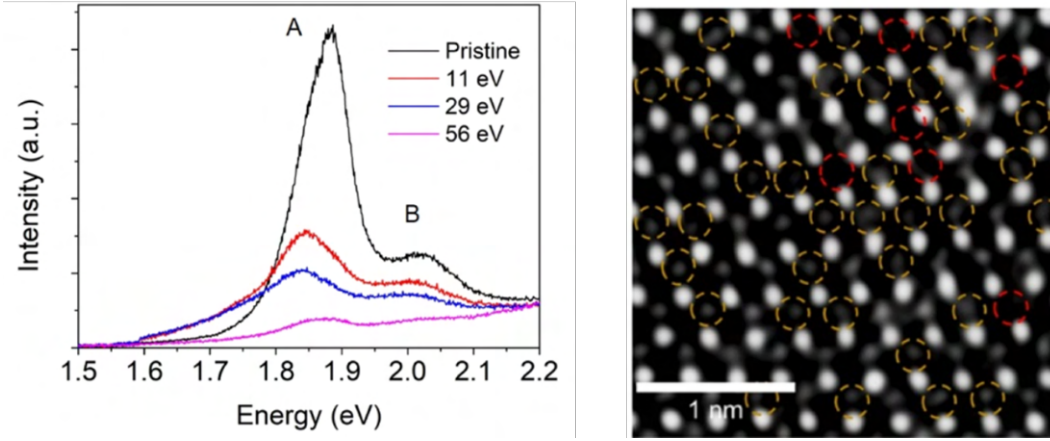 A
B
Pristine
11 eV
29 eV
56 eV
Intensity (a.u.)
1.5 1.6 1.7 1.8 1.9 2.0 2.1 2.2
Energy (eV)
1 nm